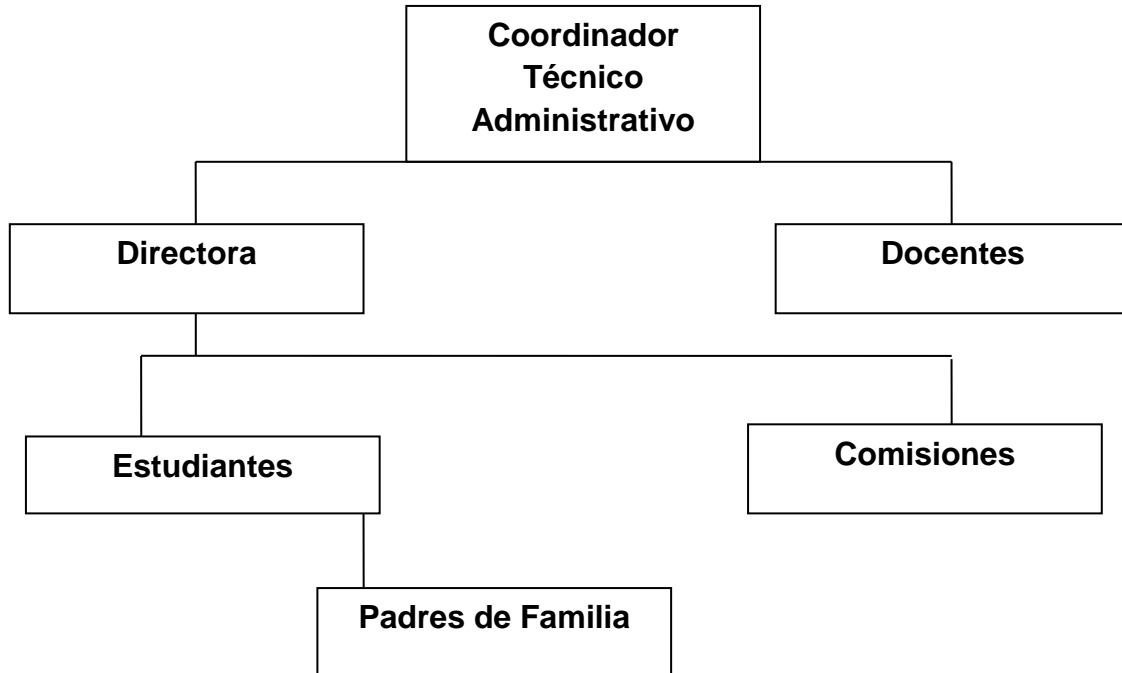 Coordinador
Técnico
Administrativo
Directora
Docentes
Estudiantes
Comisiones
Padres de Familia